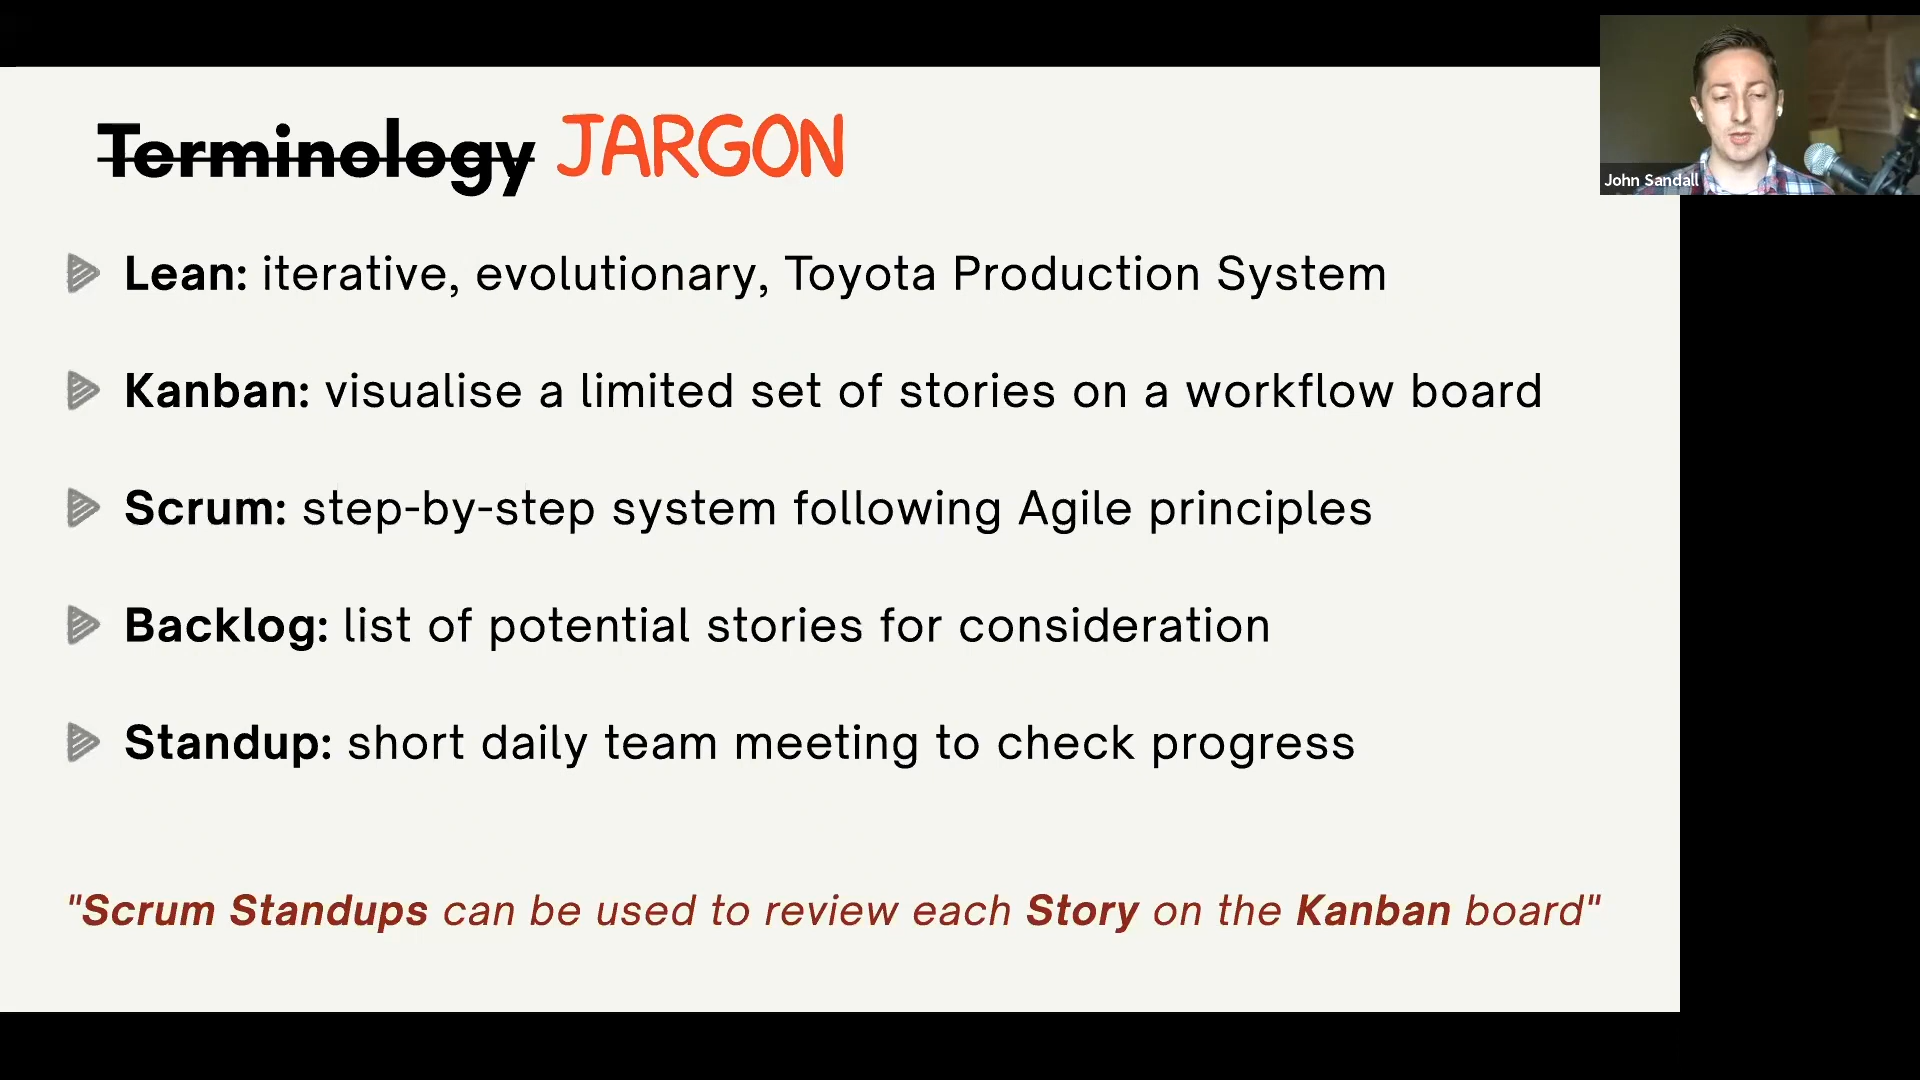 Terminology JARGON
John Sandall
Lean: iterative, evolutionary, Toyota Production System
Kanban: visualise a limited set of stories on a workflow board
Scrum: step-by-step system following Agile principles
Backlog: list of potential stories for consideration
Standup: short daily team meeting to check progress
"Scrum Standups can be used to review each Story on the Kanban board"